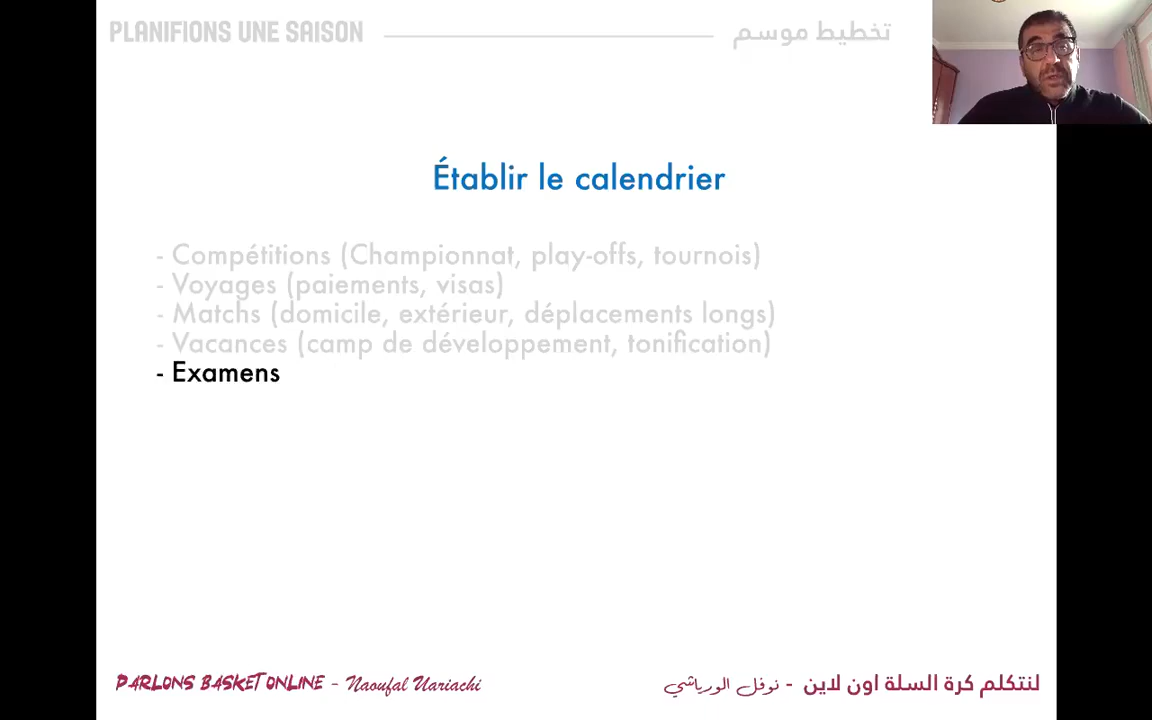 PLANIFIONS UNE SAISON
تخطيط موسم
Établir le calendrier
- Compétitions (Championnat, play-offs, tournois)
- Voyages (paiements, visas)
- Matchs (domicile, extérieur, déplacements longs)
- Vacances (camp de développement, tonification)
- Examens
PARLONS BASKET ONLINE - Naoufal Uariachi
لنتكلم كرة السلة اون لاين - نوفل الورياشي